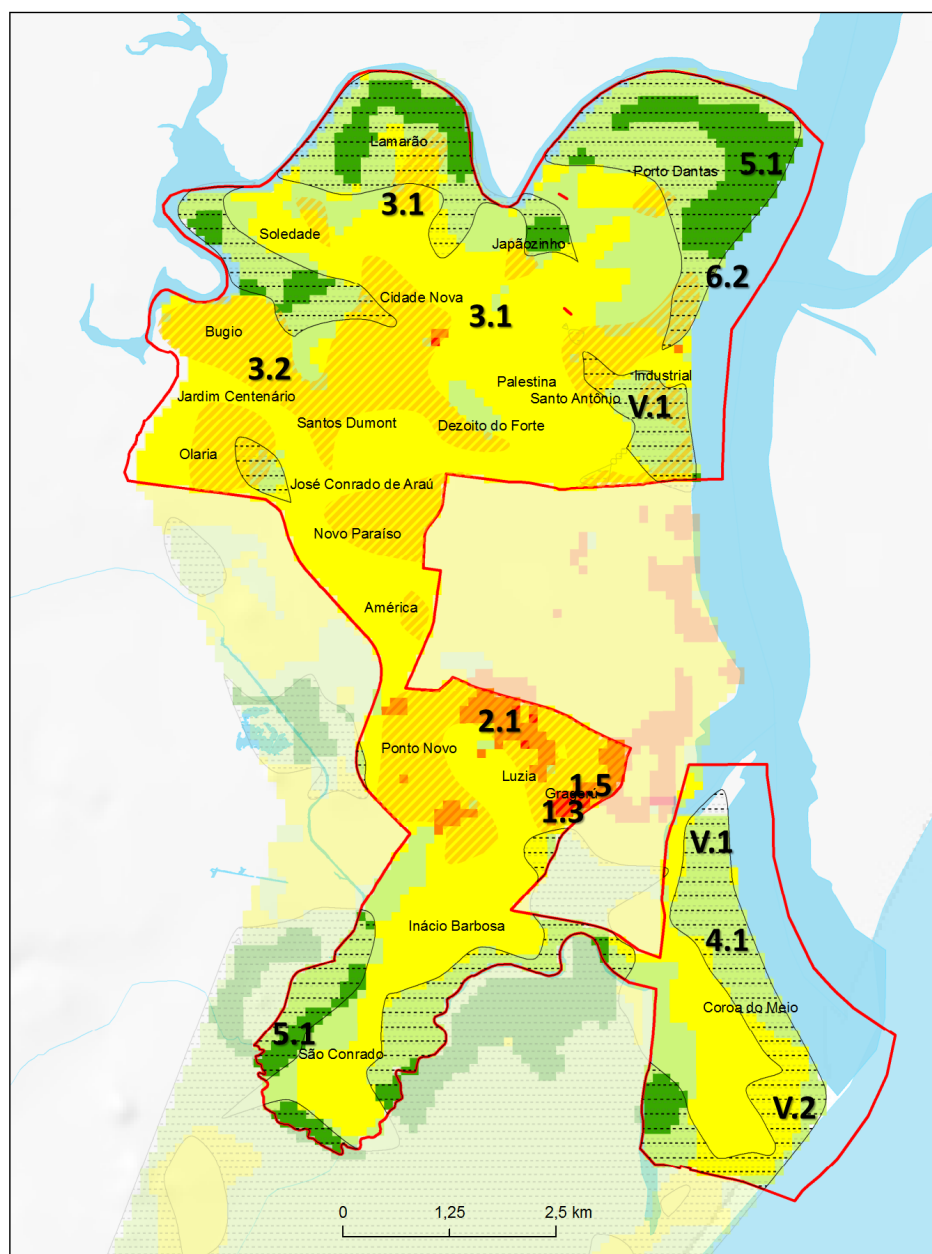 Lamarão
Porto Dantas
5.1
3.1
Soledade
Japãozinho
6.2
Cidade Nova
3.1
Bugio
3.2
Palestina
Industrial
Jardim Centenário
Santo Antônio
V.1
Santos Dumont
Dezoito do Forte
Olaria
José Conrado de Araú
Novo Paraíso
América
2.1
Ponto Novo
Luzia
1.5
1.3
V.1
Inácio Barbosa
4.1
Coroa do Meio
5.1
São Conrado
V.2
0 1,25 2,5 km